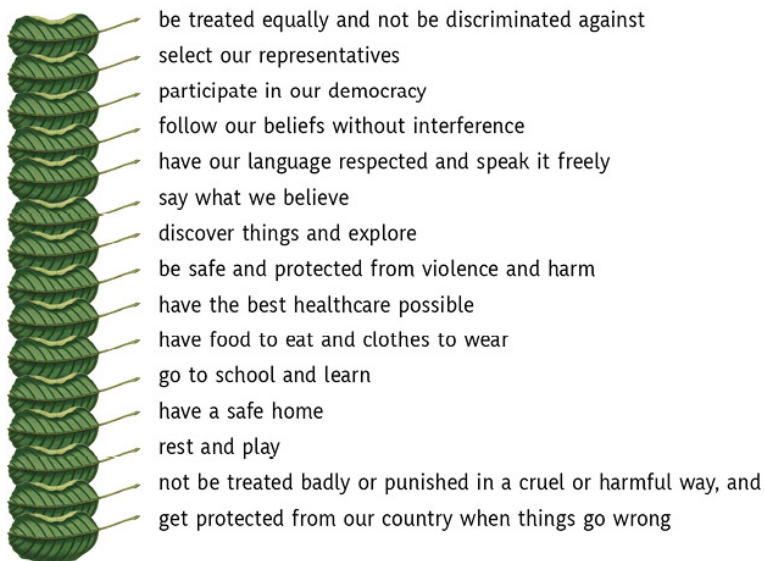 be treated equally and not be discriminated against
select our representatives
participate in our democracy
follow our beliefs without interference
have our language respected and speak it freely
say what we believe
discover things and explore
be safe and protected from violence and harm
have the best healthcare possible
have food to eat and clothes to wear
go to school and learn
have a safe home
rest and play
not be treated badly or punished in a cruel or harmful way, and
get protected from our country when things go wrong